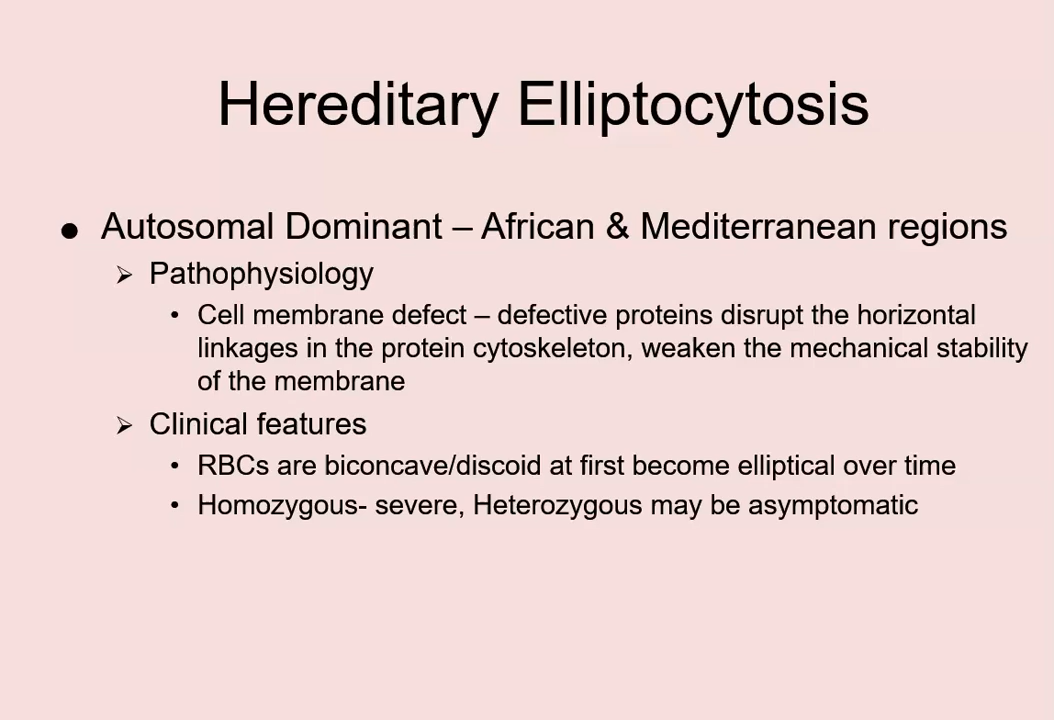 Hereditary Elliptocytosis
● Autosomal Dominant – African & Mediterranean regions
➢ Pathophysiology
• Cell membrane defect – defective proteins disrupt the horizontal
linkages in the protein cytoskeleton, weaken the mechanical stability
of the membrane
➢ Clinical features
• RBCs are biconcave/discoid at first become elliptical over time
• Homozygous- severe, Heterozygous may be asymptomatic